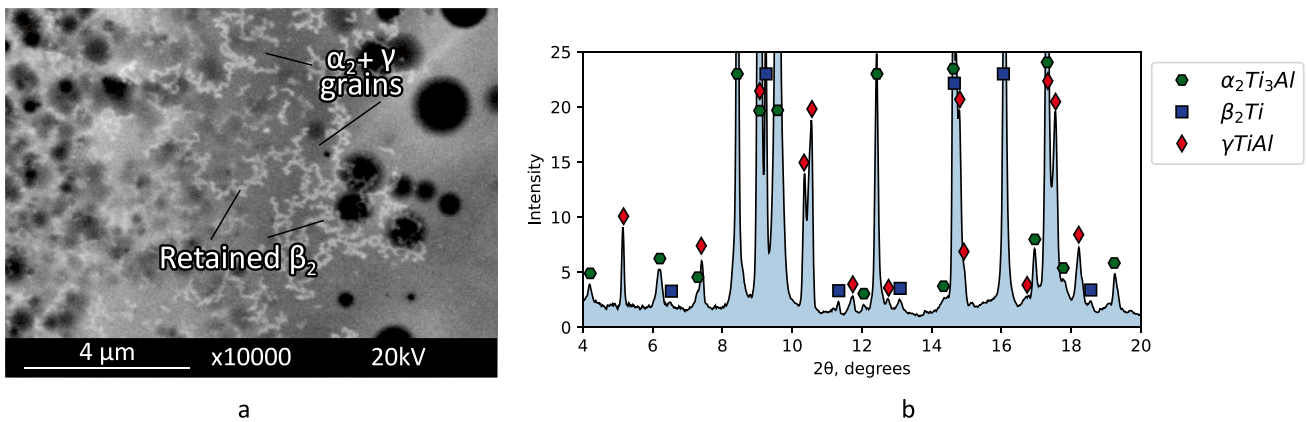 α₂+ γ
grains
Retained β₂
4 μm x10000 20kV
a
25
20
15
10
5
0
Intensity
4 6 8 10 12 14 16 18 20
2θ, degrees
α₂Ti₃Al
β₂Ti
γTiAl
b